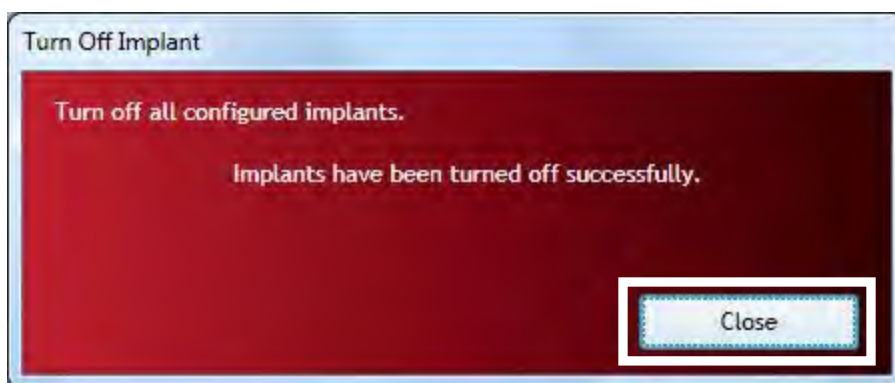 Turn Off Implant
Turn off all configured implants.
Implants have been turned off successfully.
Close